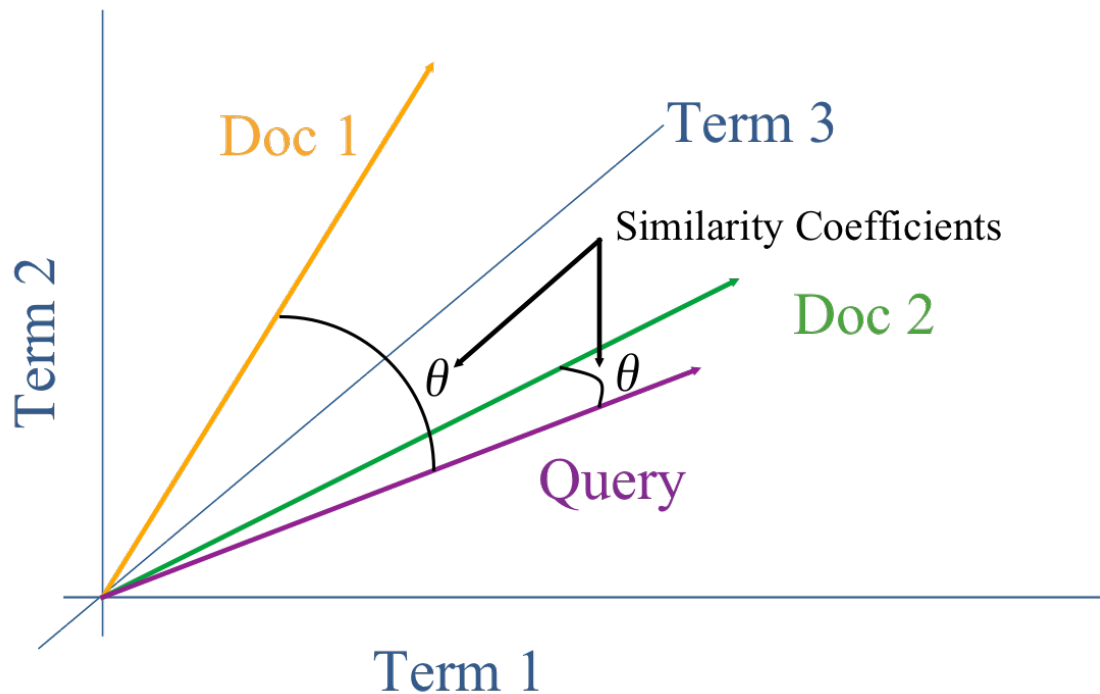 Doc 1
Term 3
Similarity Coefficients
Term 2
Doc 2
θ
θ
Query
Term 1